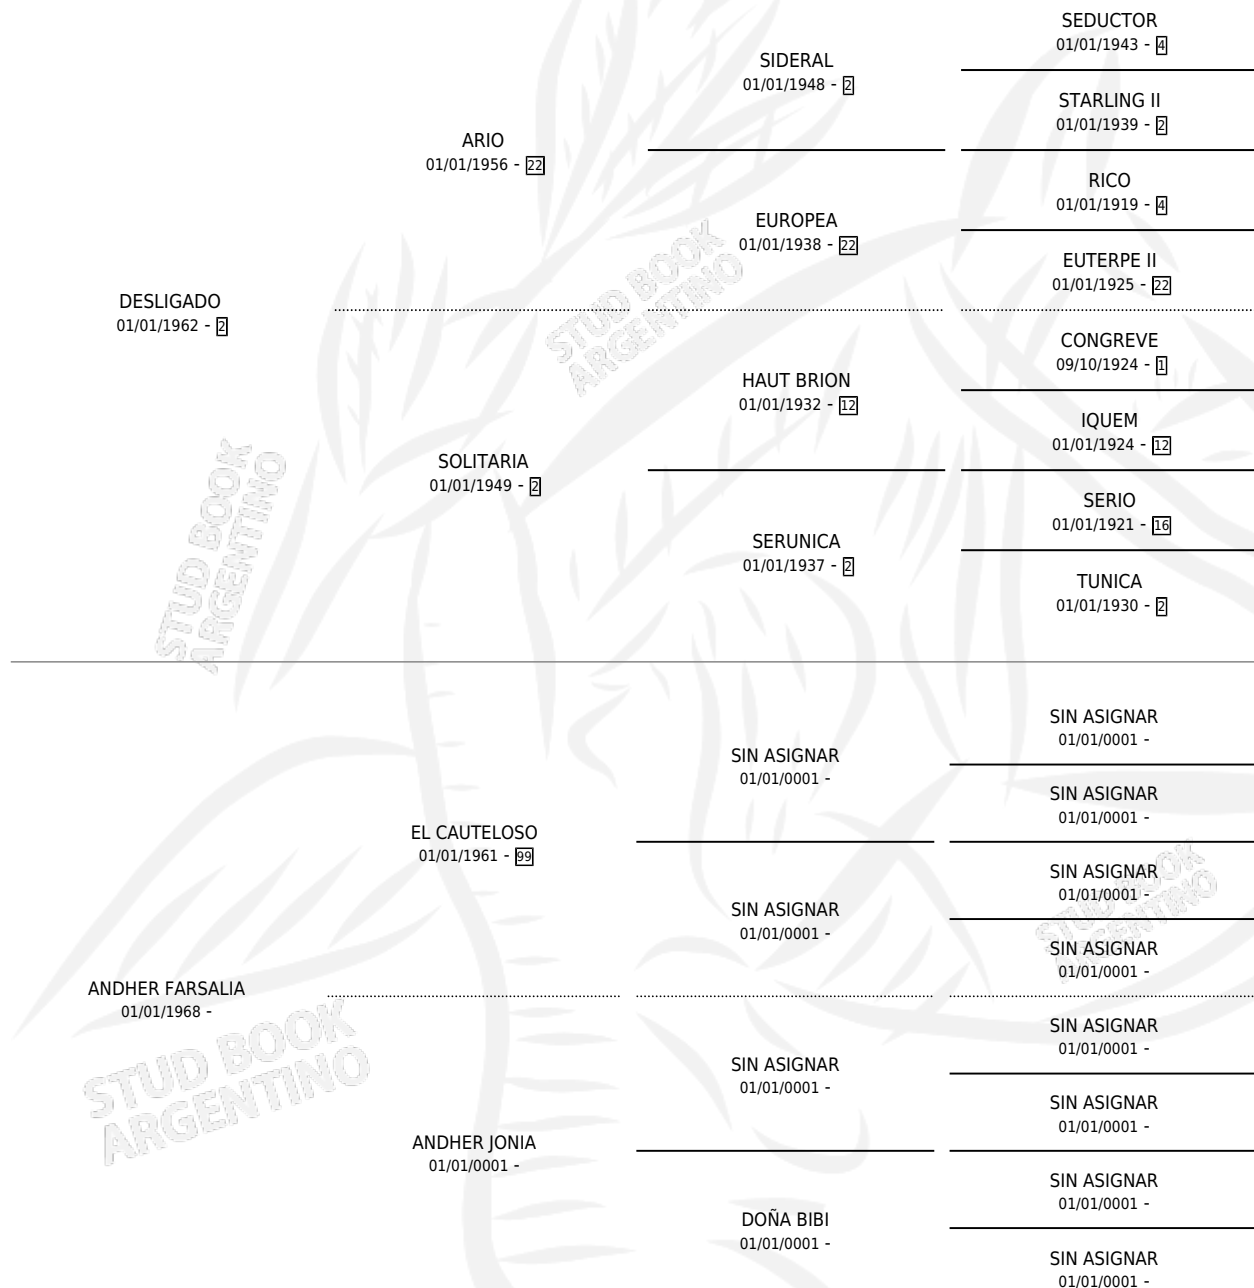 SEDUCTOR
01/01/1943 - 4
SIDERAL
01/01/1948 - 2
STARLING II
01/01/1939 - 2
ARIO
01/01/1956 - 22
RICO
01/01/1919 - 4
EUROPEA
01/01/1938 - 22
EUTERPE II
01/01/1925 - 22
DESLIGADO
01/01/1962 - 2
CONGREVE
09/10/1924 - 1
HAUT BRION
01/01/1932 - 12
IQUEM
01/01/1924 - 12
SOLITARIA
01/01/1949 - 2
SERIO
01/01/1921 - 16
SERUNICA
01/01/1937 - 2
TUNICA
01/01/1930 - 2
STUD BOOK
ARGENTINO
STUD BOOK
ARGENTINO
SIN ASIGNAR
01/01/0001 -
SIN ASIGNAR
01/01/0001 -
SIN ASIGNAR
01/01/0001 -
EL CAUTELOSO
01/01/1961 - 99
SIN ASIGNAR
01/01/0001 -
SIN ASIGNAR
01/01/0001 -
SIN ASIGNAR
01/01/0001 -
ANDHER FARSALIA
01/01/1968 -
SIN ASIGNAR
01/01/0001 -
SIN ASIGNAR
01/01/0001 -
SIN ASIGNAR
01/01/0001 -
ANDHER JONIA
01/01/0001 -
SIN ASIGNAR
01/01/0001 -
DOÑA BIBI
01/01/0001 -
SIN ASIGNAR
01/01/0001 -
STUD BOOK
ARGENTINO
STUD BOOK
ARGENTINO